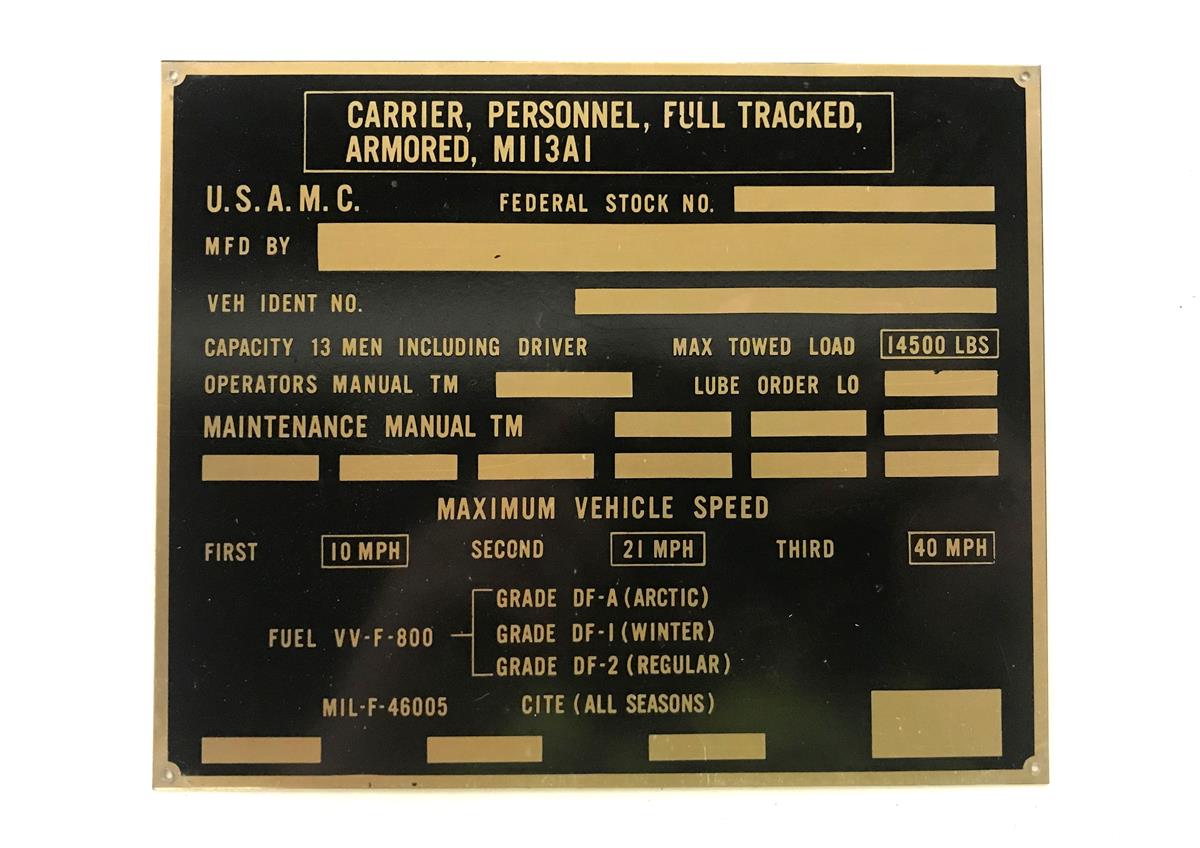 CARRIER, PERSONNEL, FULL TRACKED,
ARMORED, M113A1
U.S.A.M.C. FEDERAL STOCK NO.
MFD BY
VEH IDENT NO.
CAPACITY 13 MEN INCLUDING DRIVER MAX TOWED LOAD 14500 LBS
OPERATORS MANUAL TM LUBE ORDER LO
MAINTENANCE MANUAL TM
MAXIMUM VEHICLE SPEED
FIRST 10 MPH SECOND 21 MPH THIRD 40 MPH
GRADE DF-A (ARCTIC)
FUEL VV-F-800 GRADE DF-1 (WINTER)
GRADE DF-2 (REGULAR)
MIL-F-46005 CITE (ALL SEASONS)